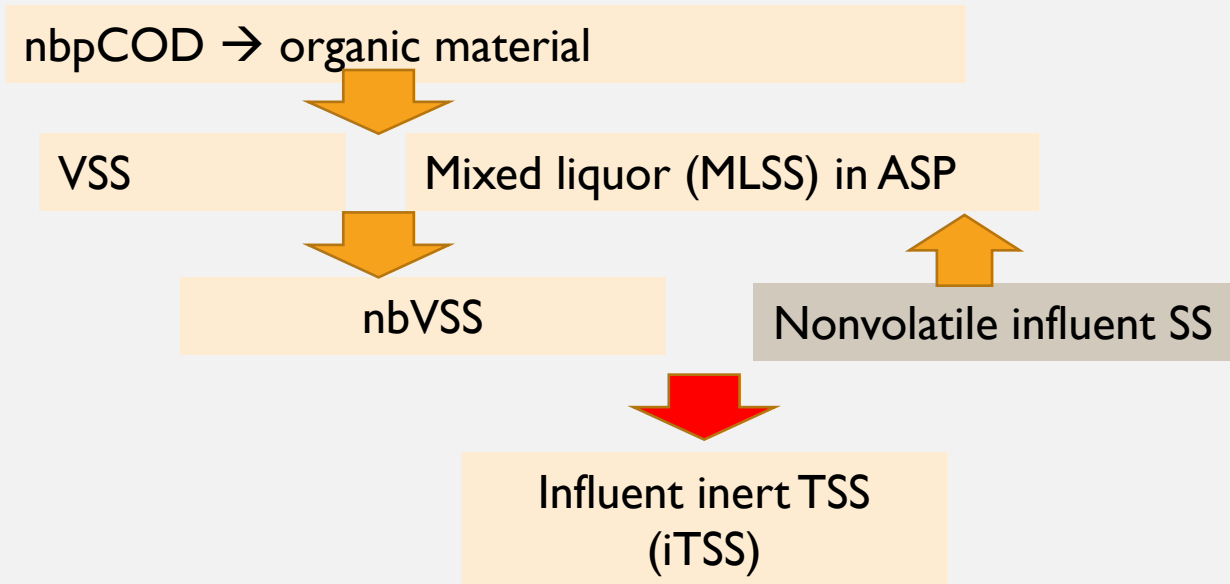 nbpCOD → organic material
VSS
Mixed liquor (MLSS) in ASP
nbVSS
Nonvolatile influent SS
Influent inert TSS
(iTSS)